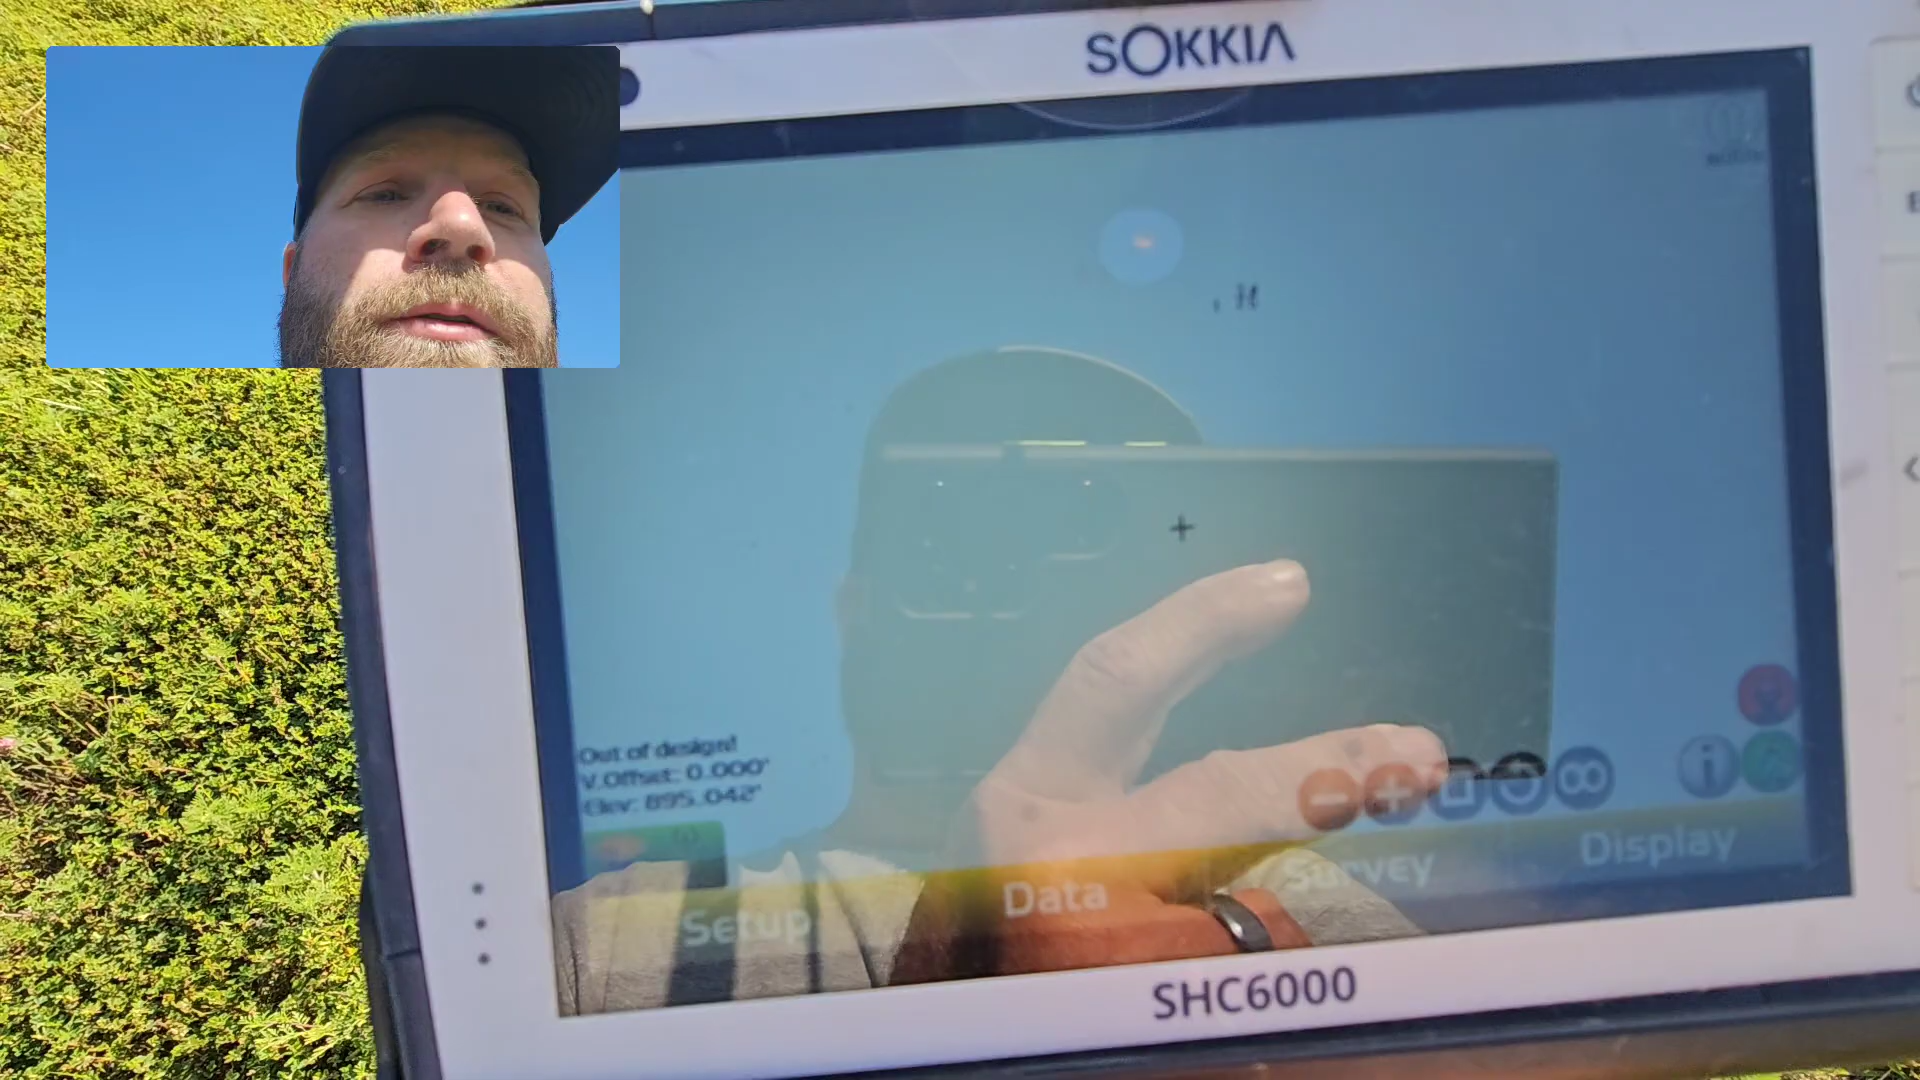 SOKKIA
Out of design!
V.Offset: 0.000'
Elev: 895.042'
Setup
Data
Survey
Display
SHC6000